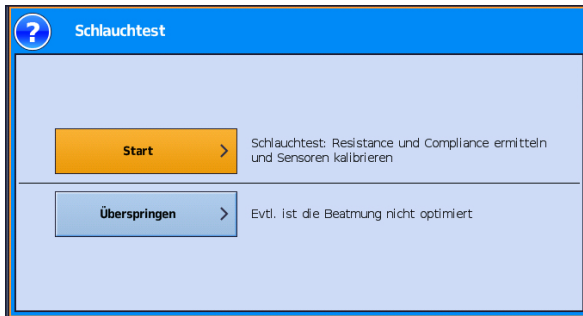 ?
Schlauchtest
Start >
Schlauchtest: Resistance und Compliance ermitteln
und Sensoren kalibrieren
Überspringen >
Evtl. ist die Beatmung nicht optimiert